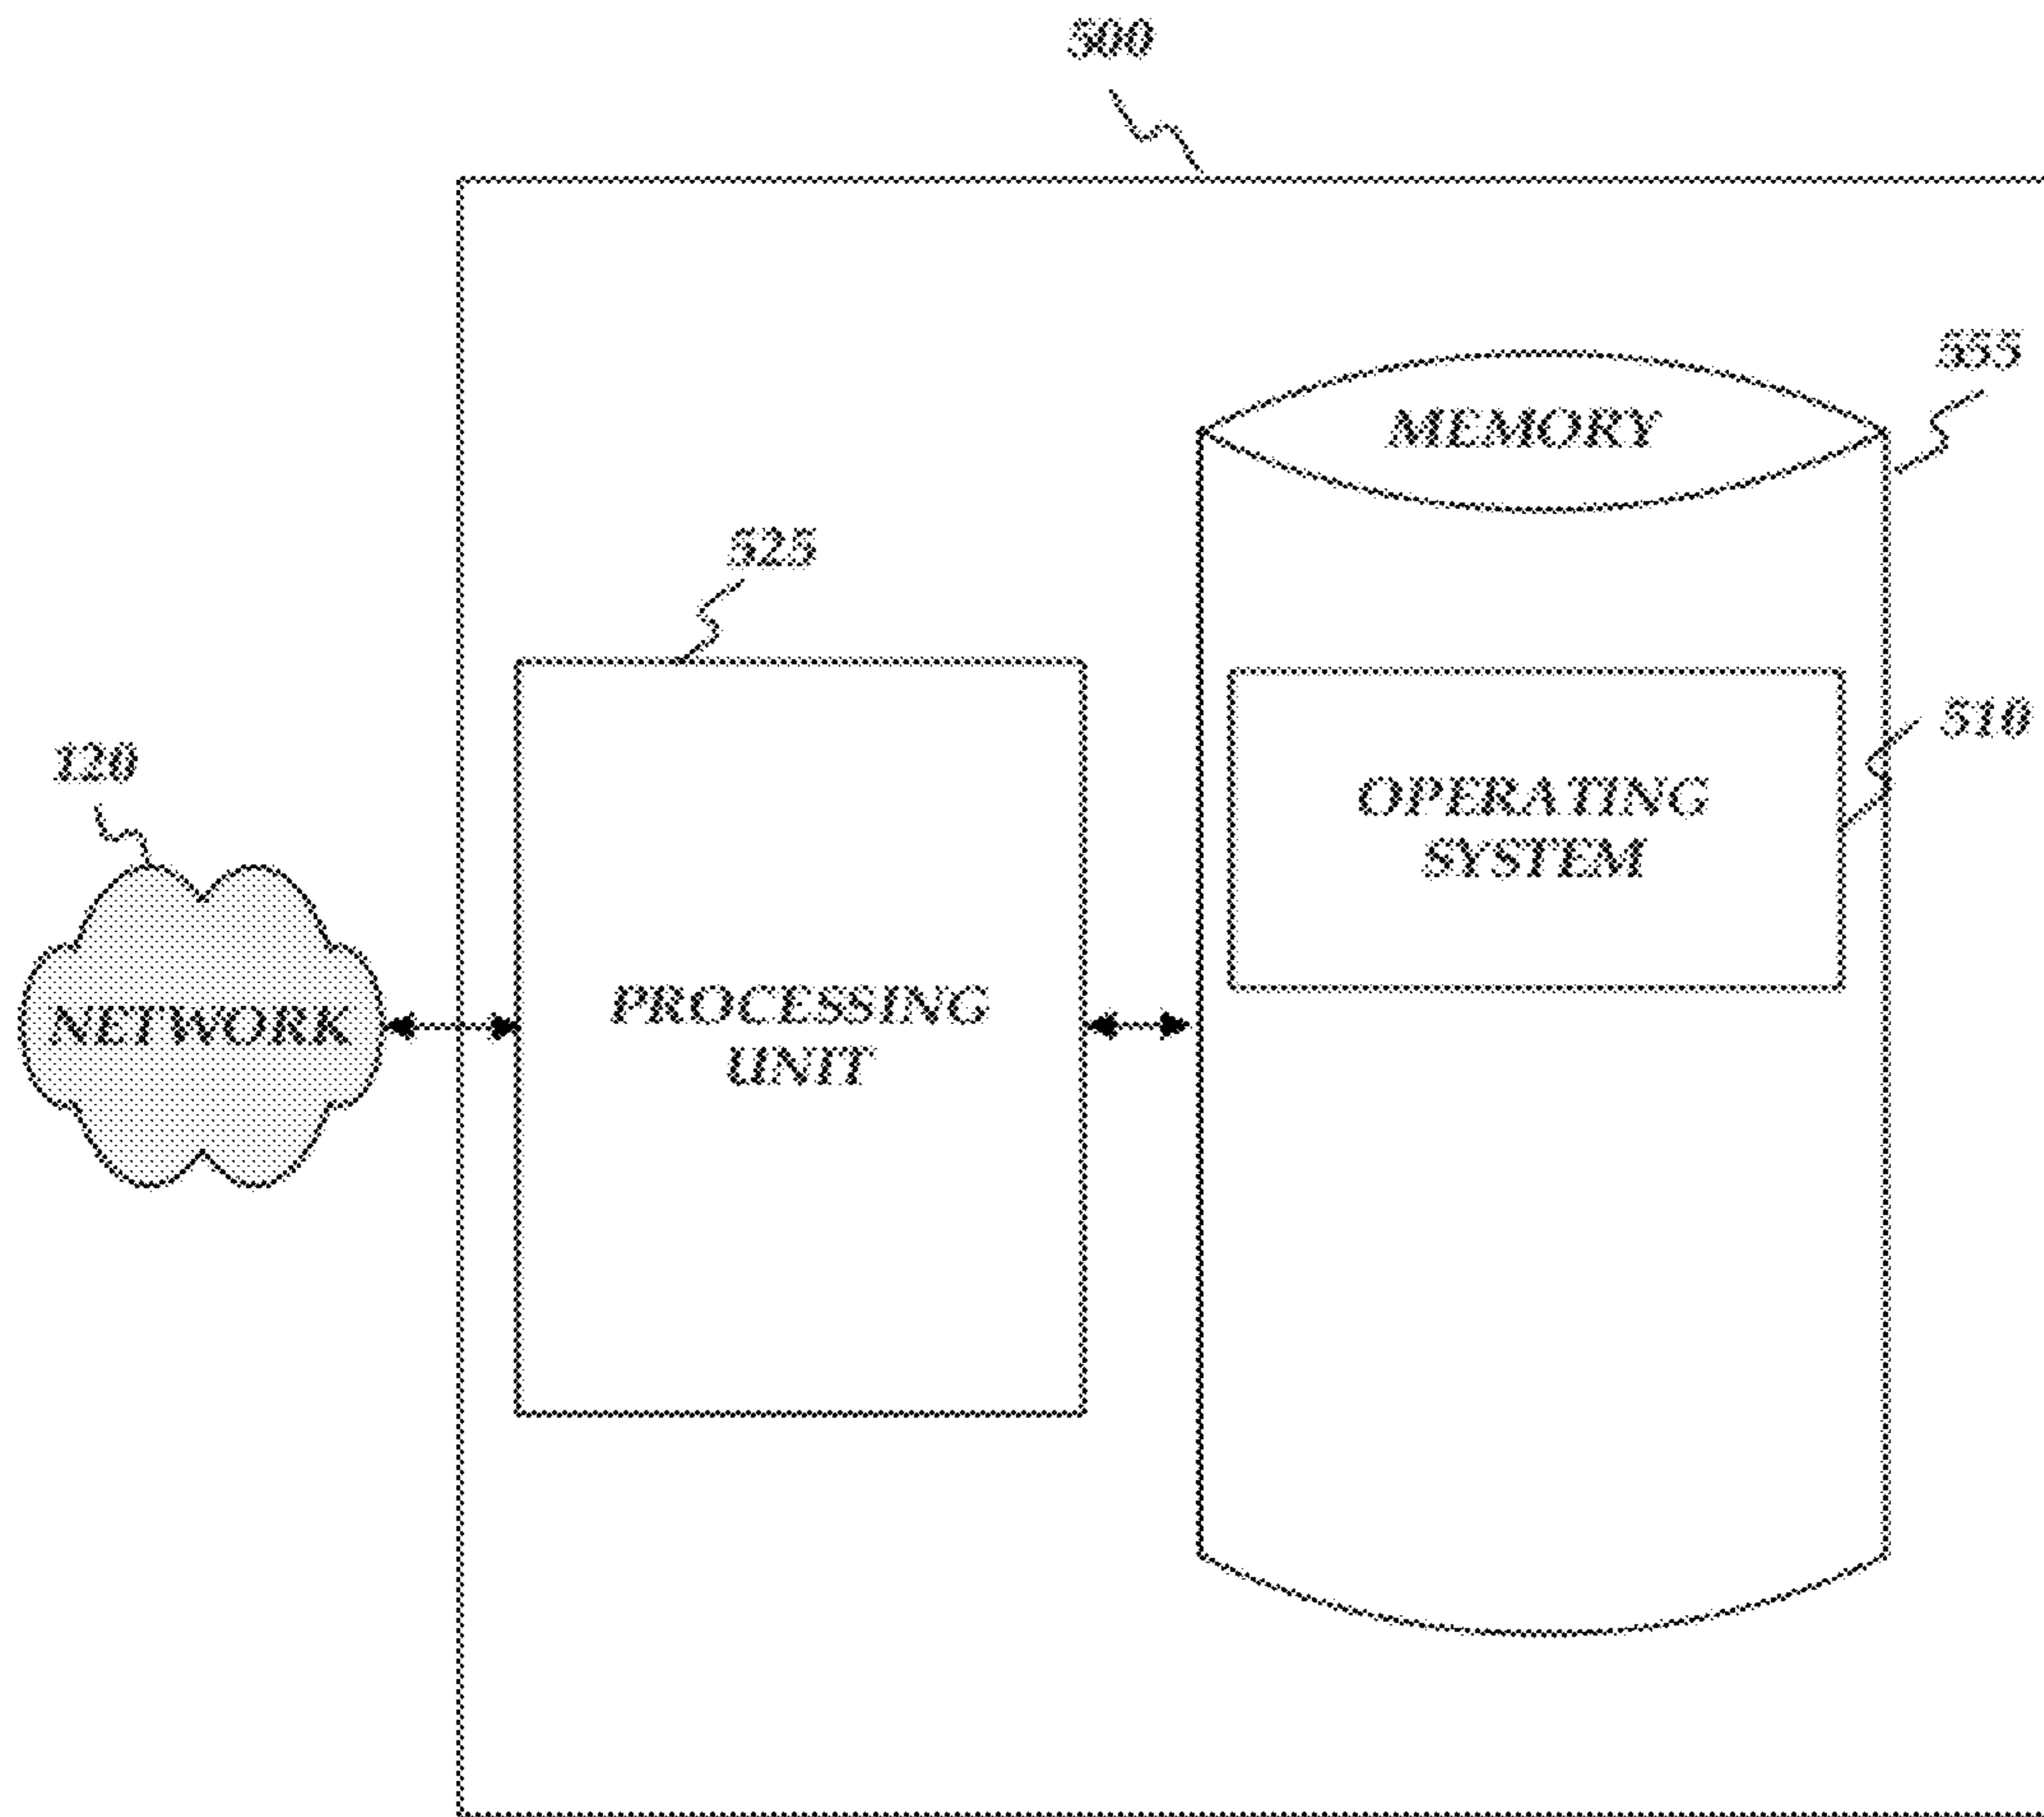 500
555
MEMORY
525
510
120
OPERATING
SYSTEM
PROCESSING
UNIT
NETWORK